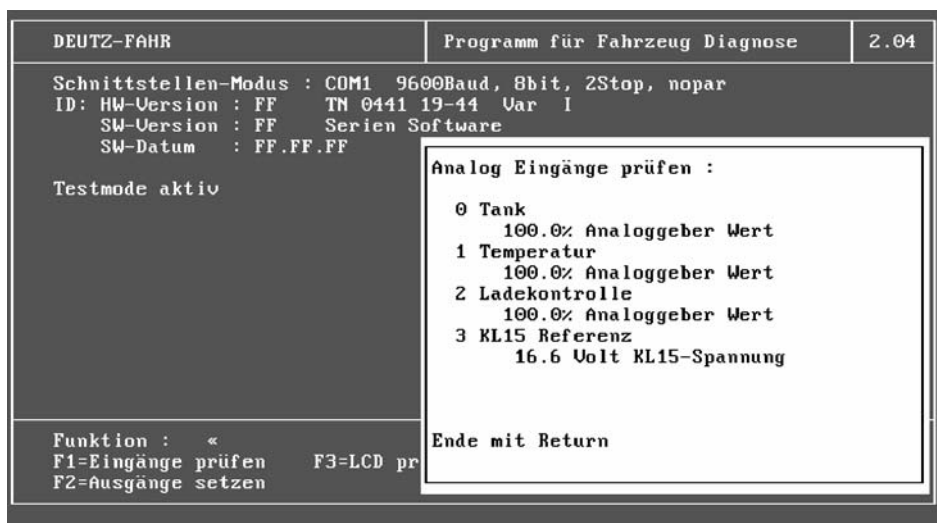 DEUTZ-FAHR
Programm für Fahrzeug Diagnose
2.04
Schnittstellen-Modus : COM1 9600Baud, 8bit, 2Stop, nopar
ID: HW-Version : FF TN 0441 19-44 Var I
SW-Version : FF Serien Software
SW-Datum : FF.FF.FF
Testmode aktiv
Analog Eingänge prüfen :
0 Tank
100.0% Analoggeber Wert
1 Temperatur
100.0% Analoggeber Wert
2 Ladekontrolle
100.0% Analoggeber Wert
3 KL15 Referenz
16.6 Volt KL15-Spannung
Ende mit Return
Funktion : «
F1=Eingänge prüfen F3=LCD pr
F2=Ausgänge setzen